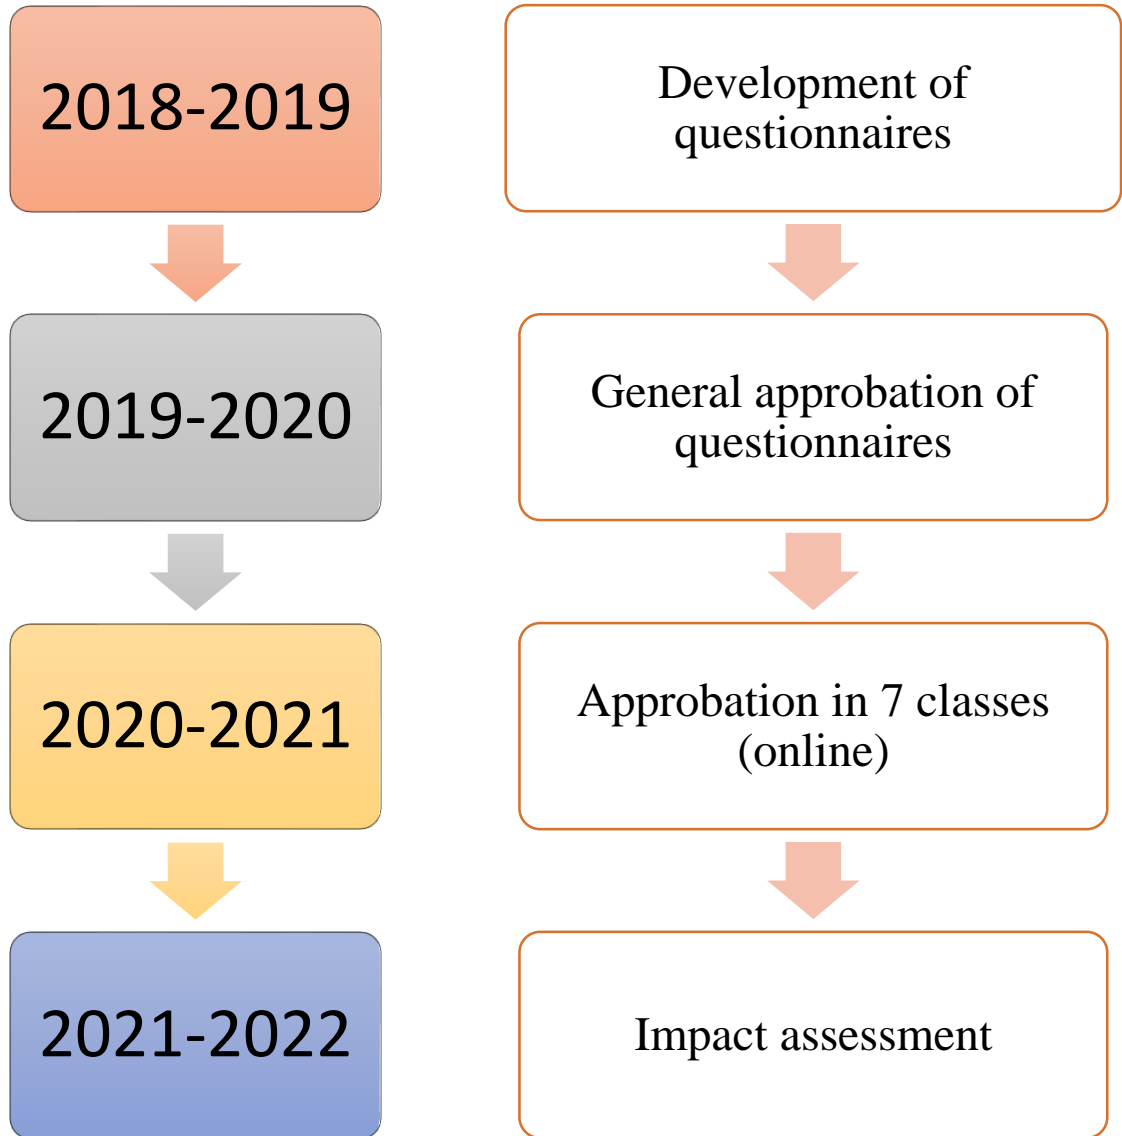 2018-2019
Development of
questionnaires
2019-2020
General approbation of
questionnaires
2020-2021
Approbation in 7 classes
(online)
2021-2022
Impact assessment